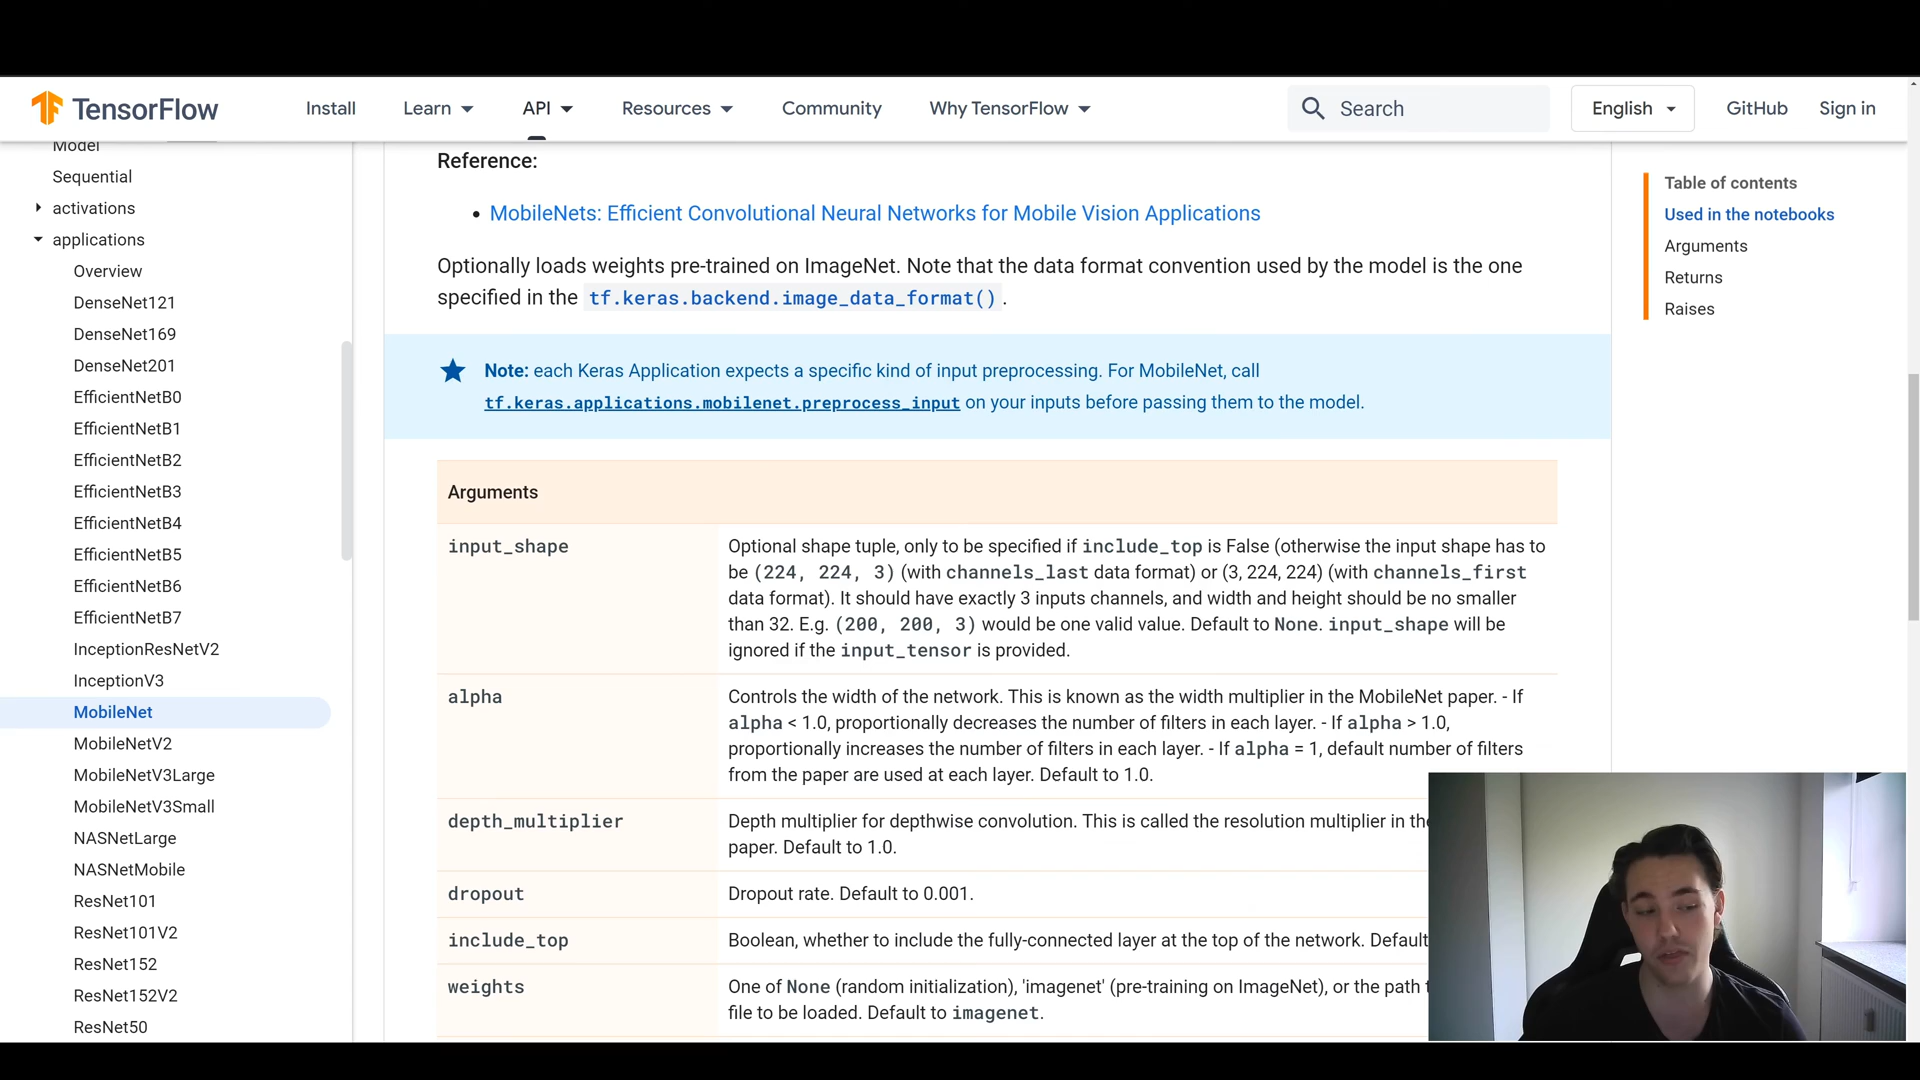 TensorFlow
Install
Learn
API
Resources
Community
Why TensorFlow
Search
English
GitHub
Sign in
Model
Sequential
activations
applications
Overview
DenseNet121
DenseNet169
DenseNet201
EfficientNetB0
EfficientNetB1
EfficientNetB2
EfficientNetB3
EfficientNetB4
EfficientNetB5
EfficientNetB6
EfficientNetB7
InceptionResNetV2
InceptionV3
MobileNet
MobileNetV2
MobileNetV3Large
MobileNetV3Small
NASNetLarge
NASNetMobile
ResNet101
ResNet101V2
ResNet152
ResNet152V2
ResNet50
Reference:
• MobileNets: Efficient Convolutional Neural Networks for Mobile Vision Applications
Optionally loads weights pre-trained on ImageNet. Note that the data format convention used by the model is the one
specified in the tf.keras.backend.image_data_format() .
Note: each Keras Application expects a specific kind of input preprocessing. For MobileNet, call
tf.keras.applications.mobilenet.preprocess_input on your inputs before passing them to the model.
Arguments
input_shape
Optional shape tuple, only to be specified if include_top is False (otherwise the input shape has to
be (224, 224, 3) (with channels_last data format) or (3, 224, 224) (with channels_first
data format). It should have exactly 3 inputs channels, and width and height should be no smaller
than 32. E.g. (200, 200, 3) would be one valid value. Default to None. input_shape will be
ignored if the input_tensor is provided.
alpha
Controls the width of the network. This is known as the width multiplier in the MobileNet paper. - If
alpha < 1.0, proportionally decreases the number of filters in each layer. - If alpha > 1.0,
proportionally increases the number of filters in each layer. - If alpha = 1, default number of filters
from the paper are used at each layer. Default to 1.0.
depth_multiplier
Depth multiplier for depthwise convolution. This is called the resolution multiplier in the
paper. Default to 1.0.
dropout
Dropout rate. Default to 0.001.
include_top
Boolean, whether to include the fully-connected layer at the top of the network. Default
weights
One of None (random initialization), 'imagenet' (pre-training on ImageNet), or the path
file to be loaded. Default to imagenet.
Table of contents
Used in the notebooks
Arguments
Returns
Raises